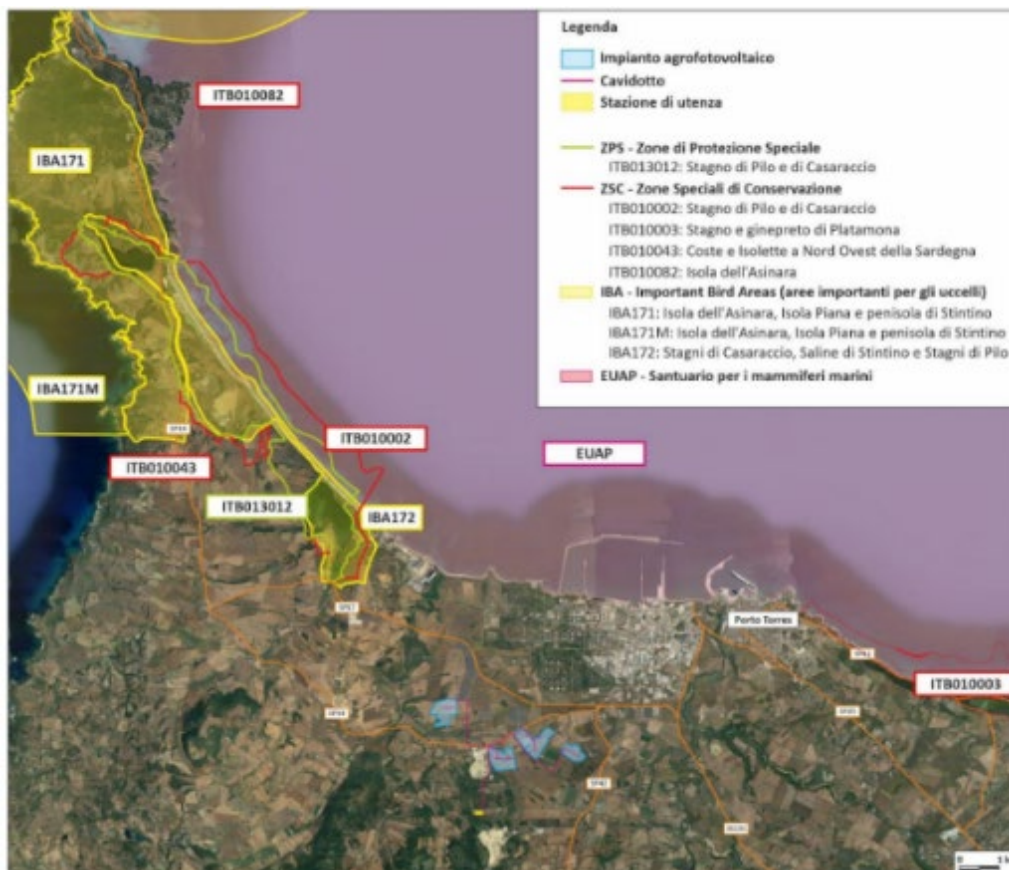 Legenda
Impianto agrofotovoltaico
Cavidotto
Stazione di utenza
ZPS - Zone di Protezione Speciale
ITB013012: Stagno di Pilo e di Casaraccio
ZSC - Zone Speciali di Conservazione
ITB010002: Stagno di Pilo e di Casaraccio
ITB010003: Stagno e ginepreto di Platamona
ITB010043: Coste e Isolette a Nord Ovest della Sardegna
ITB010082: Isola dell'Asinara
IBA - Important Bird Areas (aree importanti per gli uccelli)
IBA171: Isola dell'Asinara, Isola Piana e penisola di Stintino
IBA171M: Isola dell'Asinara, Isola Piana e penisola di Stintino
IBA172: Stagni di Casaraccio, Saline di Stintino e Stagni di Pilo
EUAP - Santuario per i mammiferi marini
ITB010082
IBA171
IBA171M
ITB010002
EUAP
ITB010043
ITB013012
IBA172
Porto Torres
ITB010003
0 1